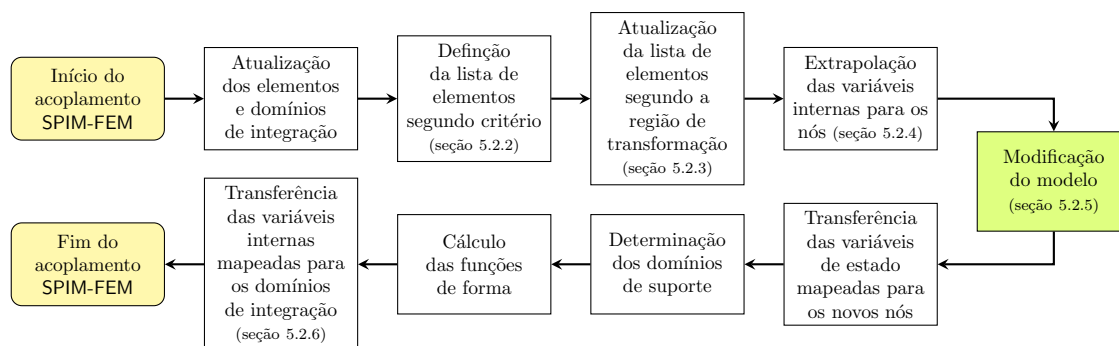 Início do
acoplamento
SPIM-FEM
Atualização
dos elementos
e domínios
de integração
Definção
da lista de
elementos
segundo critério
(seção 5.2.2)
Atualização
da lista de
elementos
segundo a
região de
transformação
(seção 5.2.3)
Extrapolação
das variáveis
internas para os
nós (seção 5.2.4)
Modificação
do modelo
(seção 5.2.5)
Transferência
das variáveis
de estado
mapeadas para
os novos nós
Determinação
dos domínios
de suporte
Cálculo
das funções
de forma
Transferência
das variáveis
internas
mapeadas para
os domínios
de integração
(seção 5.2.6)
Fim do
acoplamento
SPIM-FEM